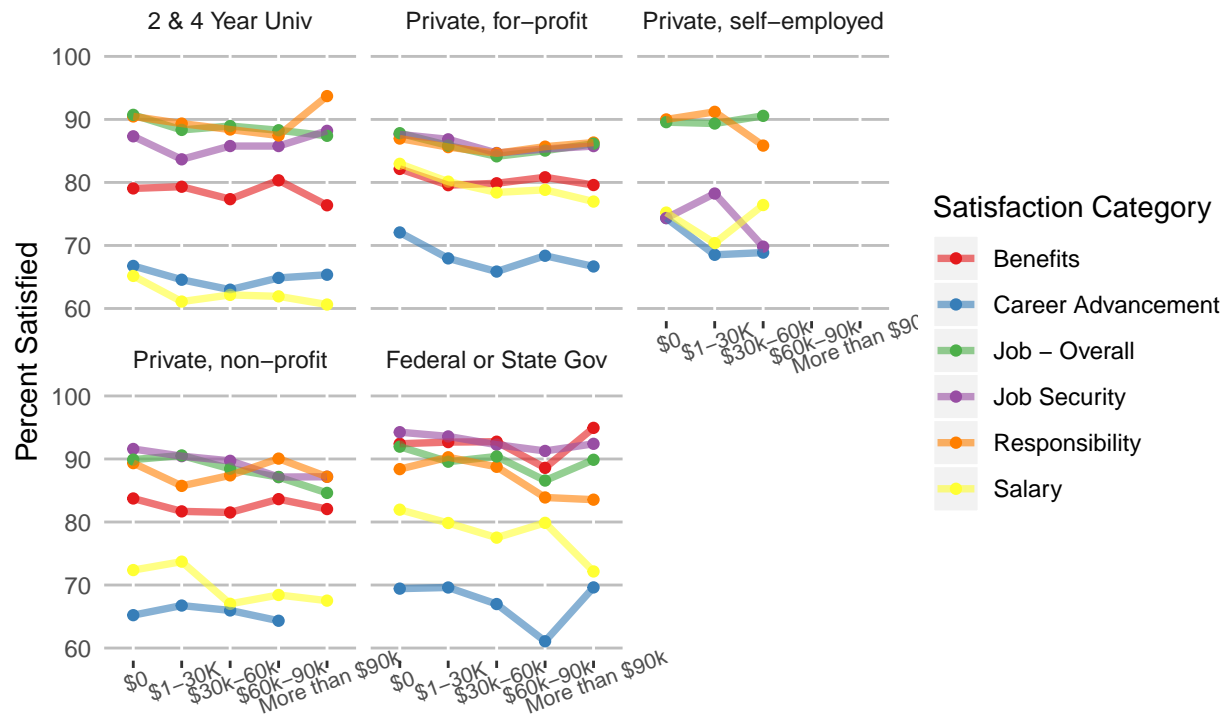 2 & 4 Year Univ
Private, for−profit
Private, self−employed
100
90
80
70
60
Percent Satisfied
$0
$1−30K
$30k−60k
$60k−90k
More than $90
Private, non−profit
Federal or State Gov
100
90
80
70
60
$0
$1−30K
$30k−60k
$60k−90k
More than $90k
$0
$1−30K
$30k−60k
$60k−90k
More than $90k
Satisfaction Category
Benefits
Career Advancement
Job − Overall
Job Security
Responsibility
Salary